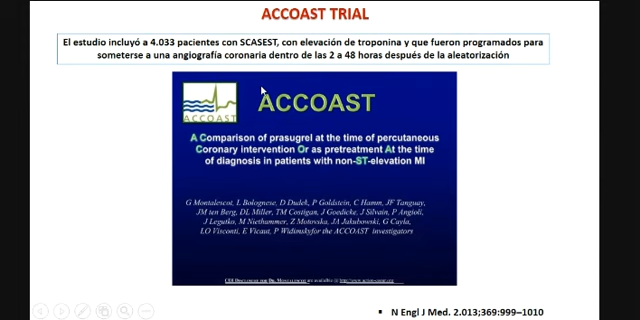 ACCOAST TRIAL
El estudio incluyó a 4.033 pacientes con SCASEST, con elevación de troponina y que fueron programados para
someterse a una angiografía coronaria dentro de las 2 a 48 horas después de la aleatorización
ACCOAST
ACCOAST
A Comparison of prasugrel at the time of percutaneous
Coronary intervention Or as pretreatment At the time
of diagnosis in patients with non-ST-elevation MI
G Montalescot, L Bolognese, D Dudek, P Goldstein, C Hamm, JF Tanguay,
JM ten Berg, DL Miller, TM Costigan, J Goedicke, J Silvain, P Angioli,
J Legutko, M Niethammer, Z Motovska, JA Jakubowski, G Cayla,
LO Visconti, E Vicaut, P Widimsky for the ACCOAST investigators
are available @
▪ N Engl J Med. 2.013;369:999–1010